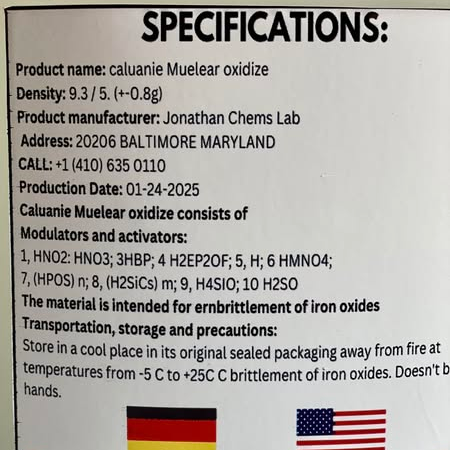 SPECIFICATIONS:
Product name: caluanie Muelear oxidize
Density: 9.3 / 5. (+-0.8g)
Product manufacturer: Jonathan Chems Lab
Address: 20206 BALTIMORE MARYLAND
CALL: +1 (410) 635 0110
Production Date: 01-24-2025
Caluanie Muelear oxidize consists of
Modulators and activators:
1, HNO2: HNO3; 3HBP; 4 H2EP2OF; 5, H; 6 HMNO4;
7, (HPOS) n; 8, (H2SiCs) m; 9, H4SIO; 10 H2SO
The material is intended for ernbrittlement of iron oxides
Transportation, storage and precautions:
Store in a cool place in its original sealed packaging away from fire at
temperatures from -5 C to +25C C brittlement of iron oxides. Doesn't b
hands.